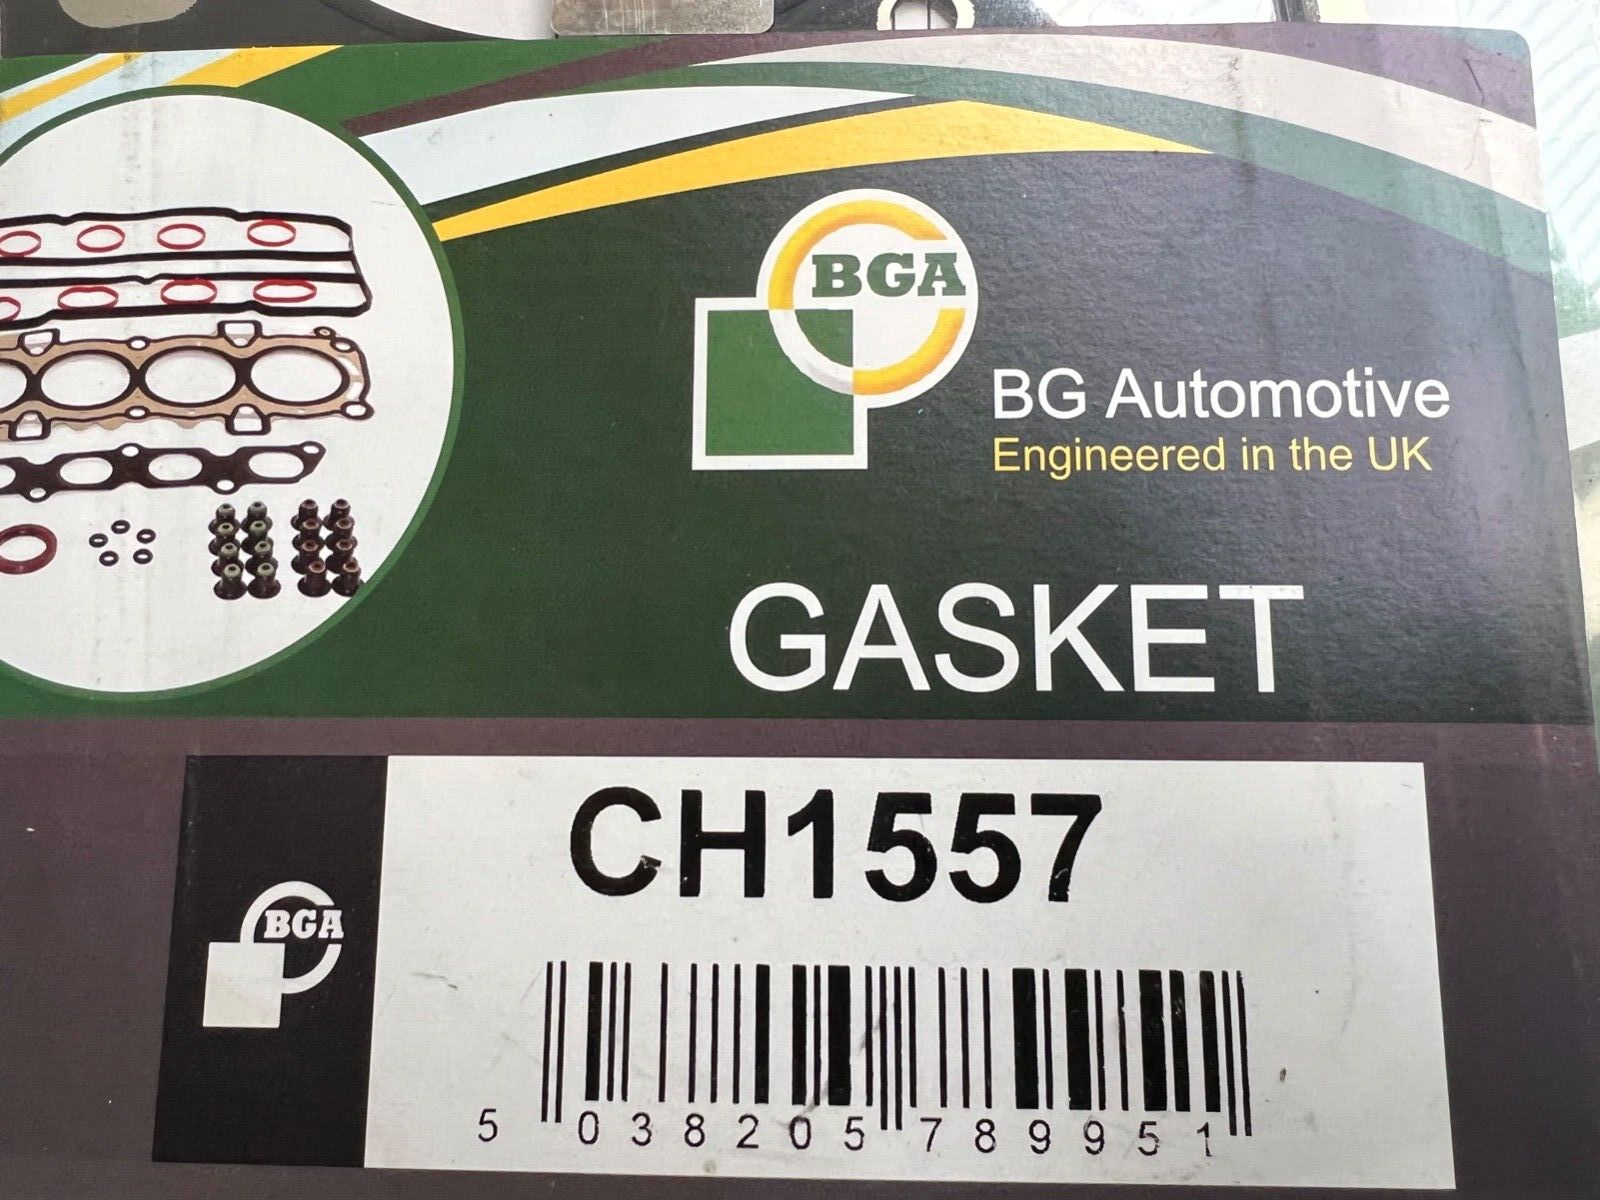 BGA
BG Automotive
Engineered in the UK
GASKET
CH1557
BGA
5 038205 789951